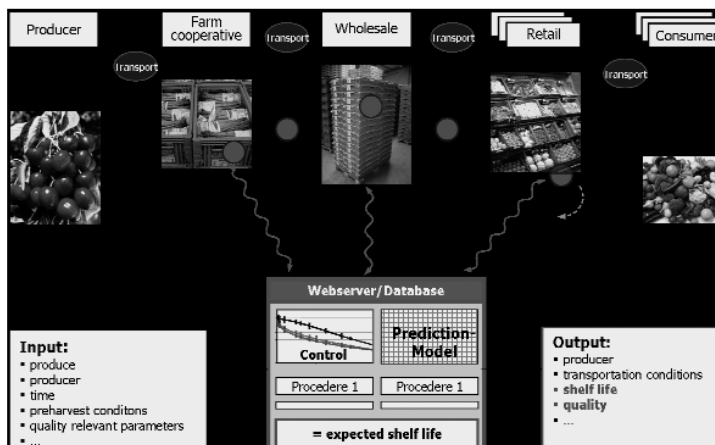 Producer
Farm
cooperative
Transport
Wholesale
Transport
Retail
Consumer
Transport
Transport
Webserver/Database
Control
Prediction-
Model
Procedere 1
Procedere 1
= expected shelf life
Input:
▪ produce
▪ producer
▪ time
▪ preharvest conditons
▪ quality relevant parameters
▪ ...
Output:
▪ producer
▪ transportation conditions
▪ shelf life
▪ quality
▪ ...